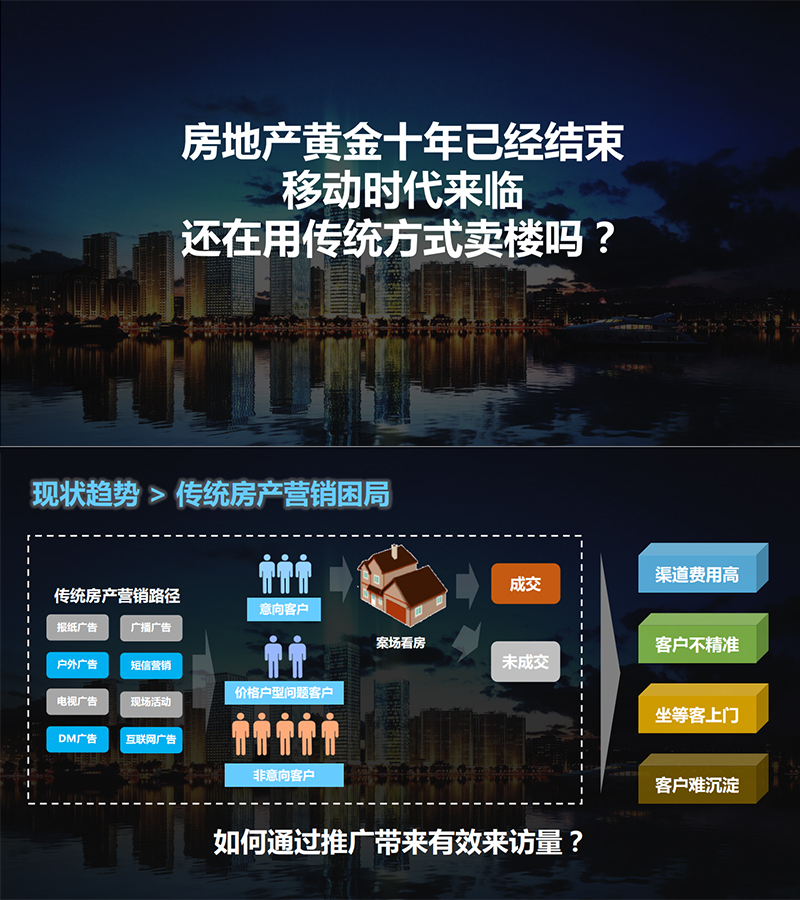 房地产黄金十年已经结束
移动时代来临
还在用传统方式卖楼吗？
现状趋势 > 传统房产营销困局
传统房产营销路径
报纸广告
广播广告
户外广告
短信营销
电视广告
现场活动
DM广告
互联网广告
意向客户
价格户型问题客户
非意向客户
案场看房
成交
未成交
渠道费用高
客户不精准
坐等客上门
客户难沉淀
如何通过推广带来有效来访量？